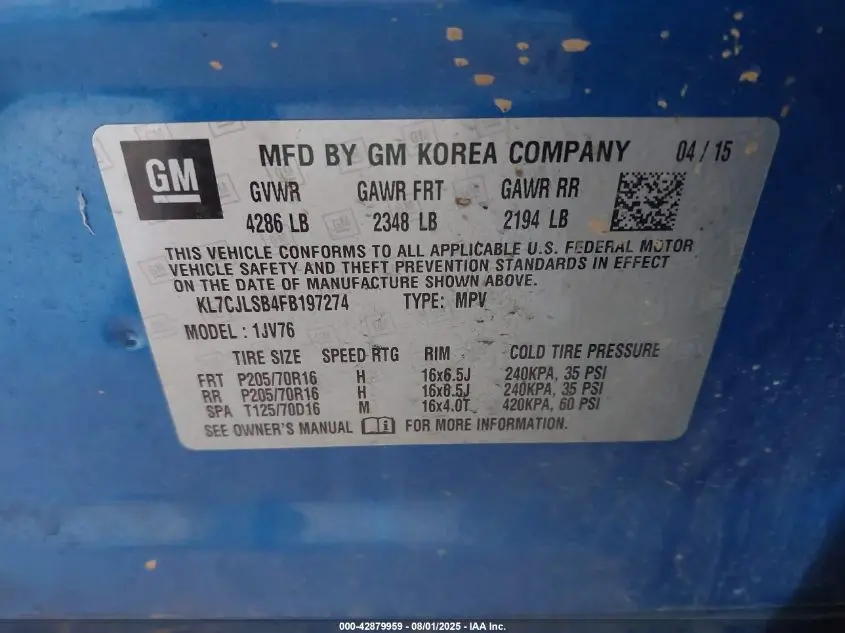 GM
MFD BY GM KOREA COMPANY 04 / 15
GVWR GAWR FRT GAWR RR
4286 LB 2348 LB 2194 LB
THIS VEHICLE CONFORMS TO ALL APPLICABLE U.S. FEDERAL MOTOR
VEHICLE SAFETY AND THEFT PREVENTION STANDARDS IN EFFECT
ON THE DATE OF MANUFACTURE SHOWN ABOVE.
KL7CJLSB4FB197274 TYPE: MPV
MODEL : 1JV76
TIRE SIZE SPEED RTG RIM COLD TIRE PRESSURE
FRT P205/70R16 H 16x6.5J 240KPA, 35 PSI
RR P205/70R16 H 16x6.5J 240KPA, 35 PSI
SPA T125/70D16 M 16x4.0T 420KPA, 60 PSI
SEE OWNER'S MANUAL FOR MORE INFORMATION.
000-42879959 - 08/01/2025 - IAA Inc.